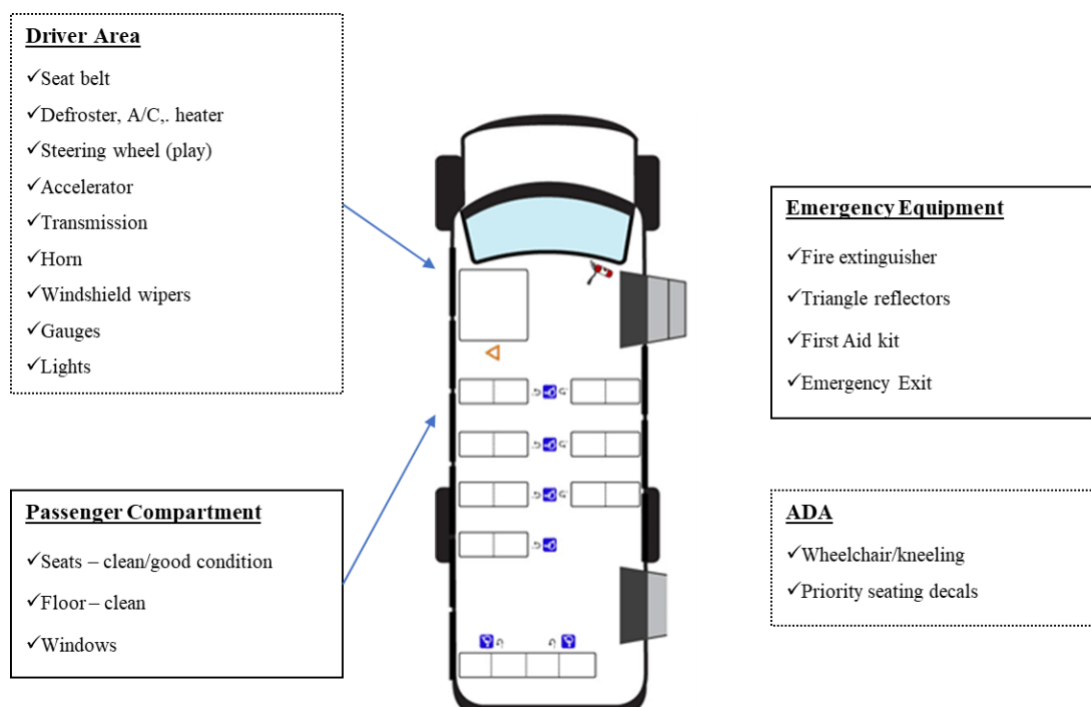 Driver Area
✓Seat belt
✓Defroster, A/C,. heater
✓Steering wheel (play)
✓Accelerator
✓Transmission
✓Horn
✓Windshield wipers
✓Gauges
✓Lights
Passenger Compartment
✓Seats – clean/good condition
✓Floor – clean
✓Windows
Emergency Equipment
✓Fire extinguisher
✓Triangle reflectors
✓First Aid kit
✓Emergency Exit
ADA
✓Wheelchair/kneeling
✓Priority seating decals